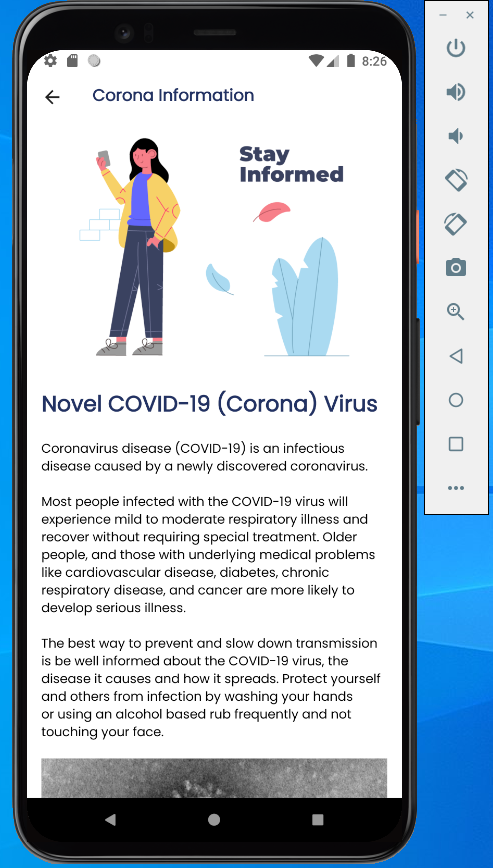 8:26
Corona Information
Stay
Informed
Novel COVID-19 (Corona) Virus
Coronavirus disease (COVID-19) is an infectious
disease caused by a newly discovered coronavirus.
Most people infected with the COVID-19 virus will
experience mild to moderate respiratory illness and
recover without requiring special treatment. Older
people, and those with underlying medical problems
like cardiovascular disease, diabetes, chronic
respiratory disease, and cancer are more likely to
develop serious illness.
The best way to prevent and slow down transmission
is be well informed about the COVID-19 virus, the
disease it causes and how it spreads. Protect yourself
and others from infection by washing your hands
or using an alcohol based rub frequently and not
touching your face.